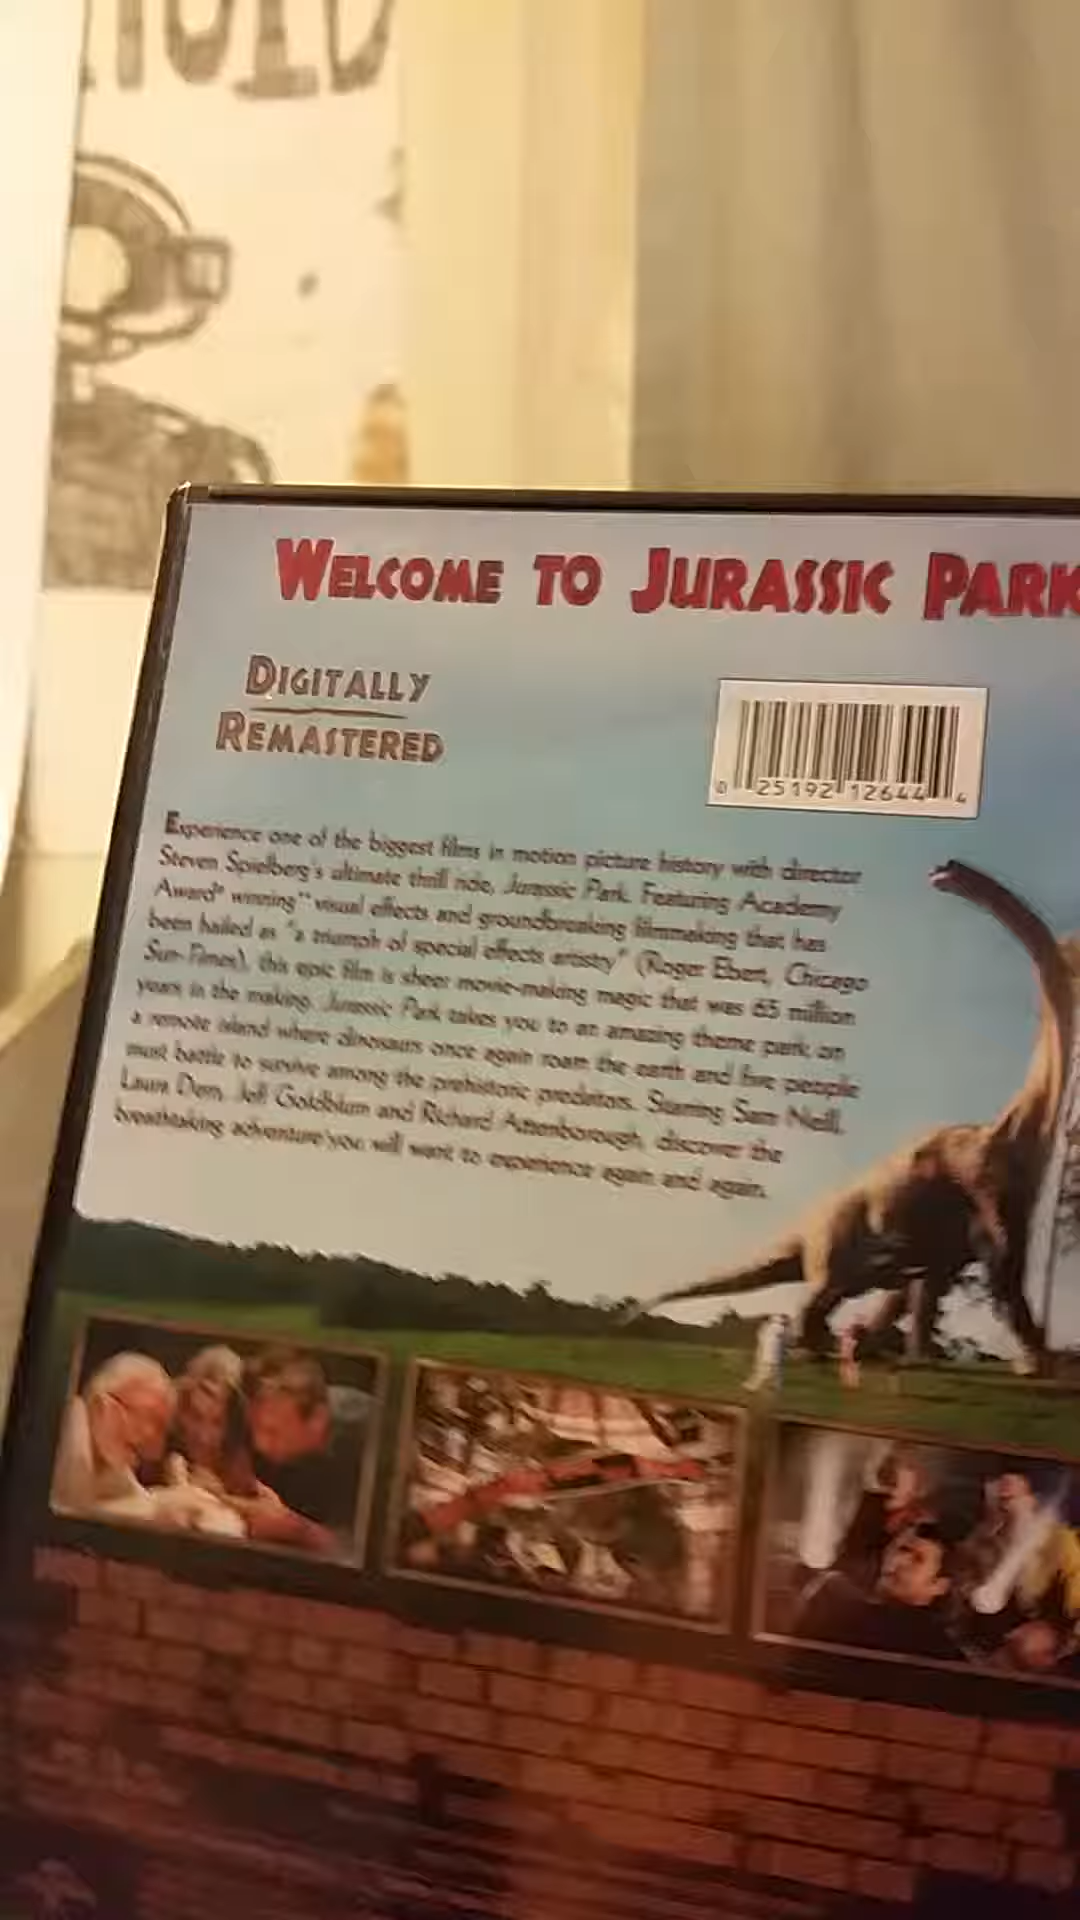 WELCOME TO JURASSIC PARK
DIGITALLY
REMASTERED
0 25192 12644 4
Experience one of the biggest films in motion picture history with director
Steven Spielberg's ultimate thrill ride, Jurassic Park. Featuring Academy
Award® winning** visual effects and groundbreaking filmmaking that has
been hailed as "a triumph of special effects artistry" (Roger Ebert, Chicago
Sun-Times), this epic film is sheer movie-making magic that was 65 million
years in the making. Jurassic Park takes you to an amazing theme park on
a remote island where dinosaurs once again roam the earth and five people
must battle to survive among the prehistoric predators. Starring Sam Neill,
Laura Dern, Jeff Goldblum and Richard Attenborough, discover the
breathtaking adventure you will want to experience again and again.